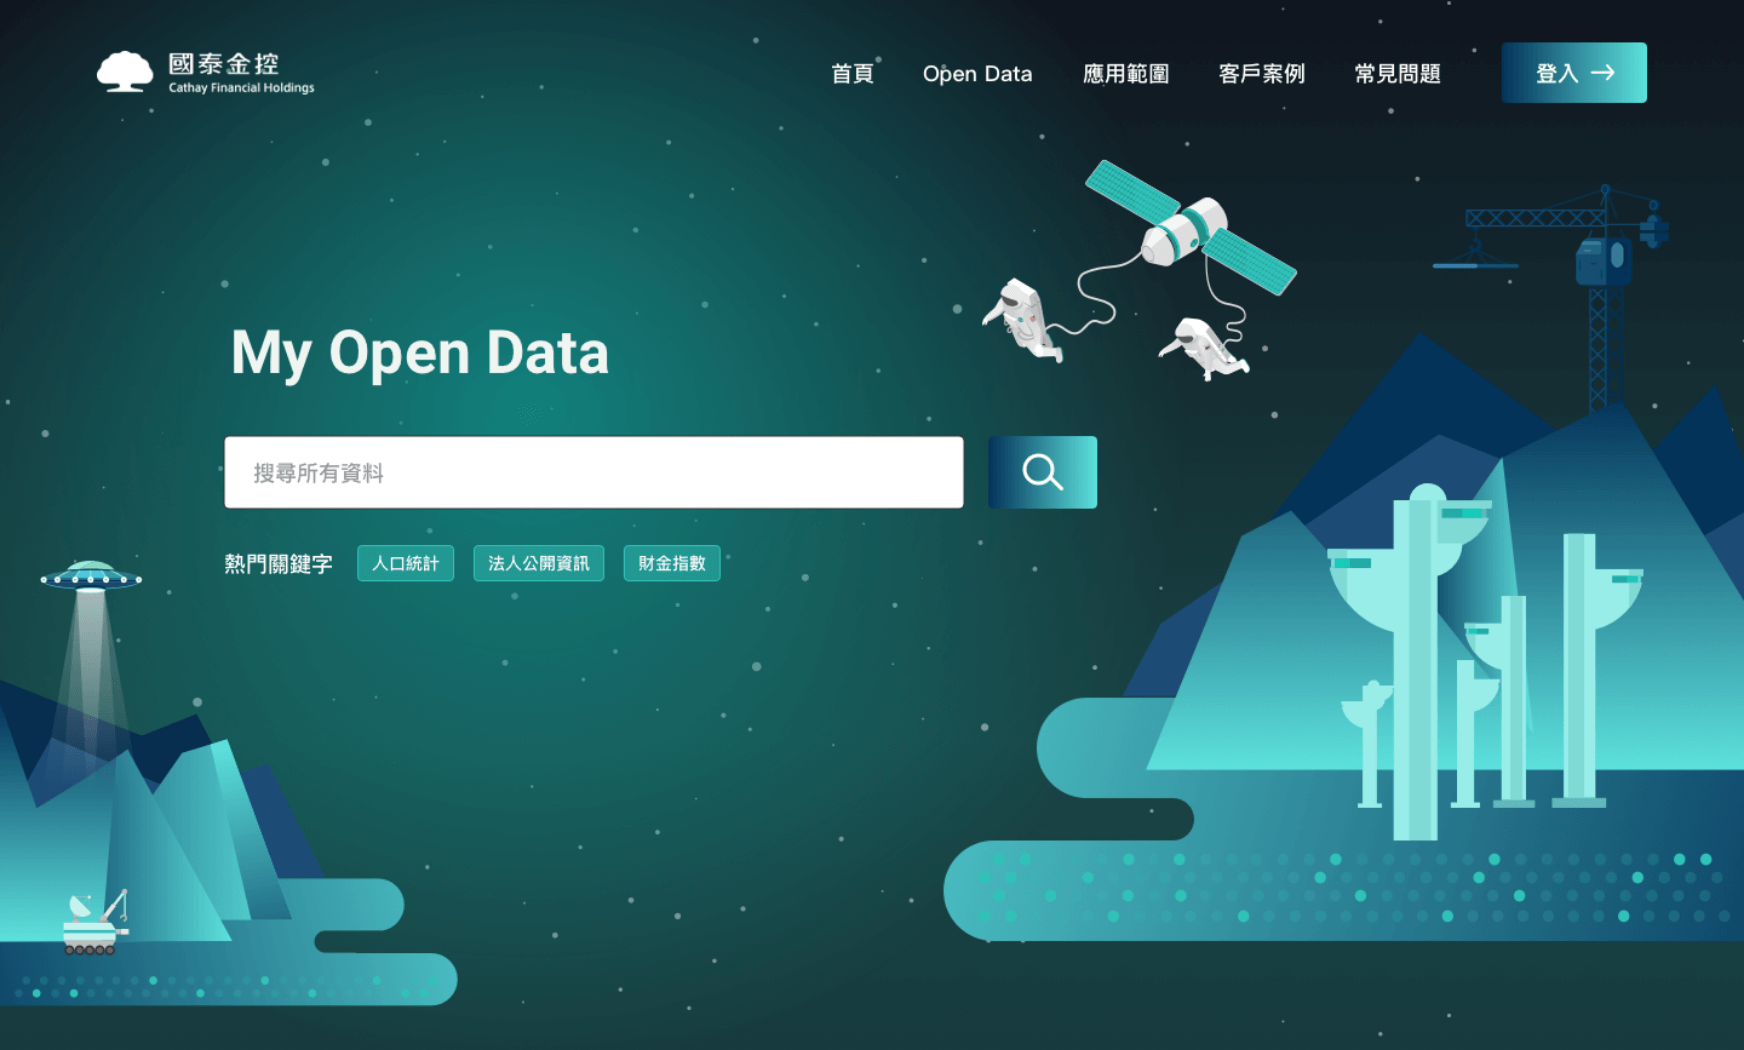 國泰金控
Cathay Financial Holdings
首頁 Open Data 應用範圍 客戶案例 常見問題 登入 →
My Open Data
搜尋所有資料
熱門關鍵字 人口統計 法人公開資訊 財金指數